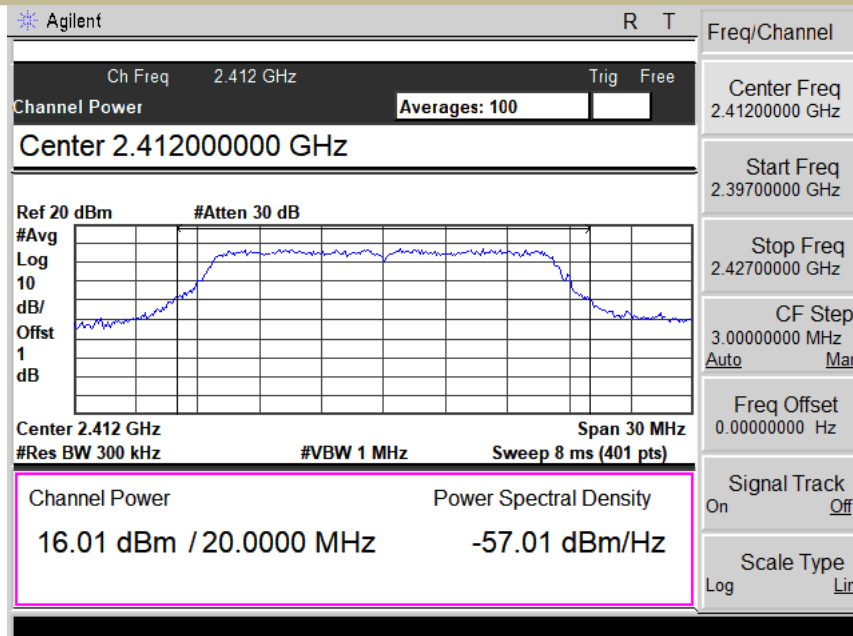 Agilent R T
Ch Freq 2.412 GHz Trig Free
Channel Power Averages: 100
Center 2.412000000 GHz
Ref 20 dBm #Atten 30 dB
#Avg
Log
10
dB/
Offst
1
dB
Center 2.412 GHz Span 30 MHz
#Res BW 300 kHz #VBW 1 MHz Sweep 8 ms (401 pts)
Channel Power Power Spectral Density
16.01 dBm / 20.0000 MHz -57.01 dBm/Hz
Freq/Channel
Center Freq
2.41200000 GHz
Start Freq
2.39700000 GHz
Stop Freq
2.42700000 GHz
CF Step
3.00000000 MHz
Auto Man
Freq Offset
0.00000000 Hz
Signal Track
On Off
Scale Type
Log Lin